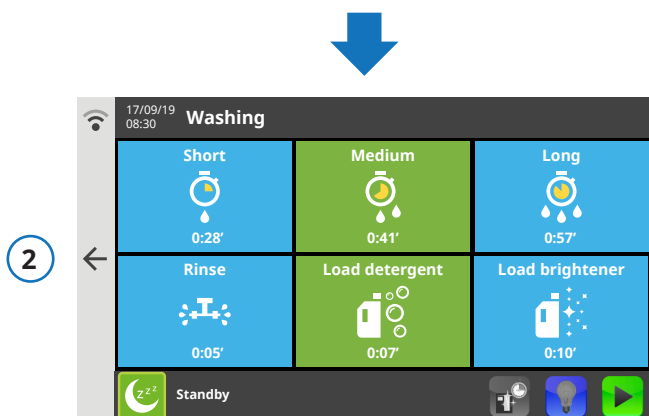 17/09/19
08:30
Washing
Short
Medium
Long
0:28'
0:41'
0:57'
2
Rinse
Load detergent
Load brightener
0:05'
0:07'
0:10'
zzz
Standby